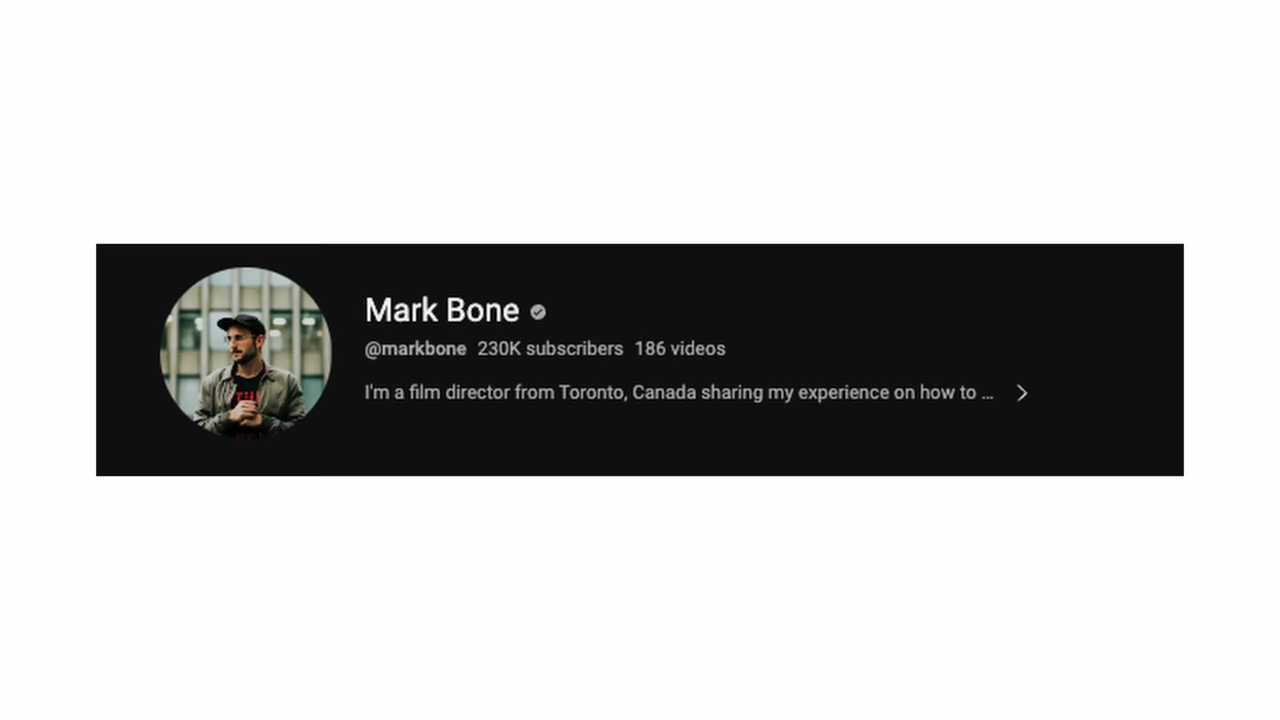 Mark Bone
@markbone 230K subscribers 186 videos
I'm a film director from Toronto, Canada sharing my experience on how to ...